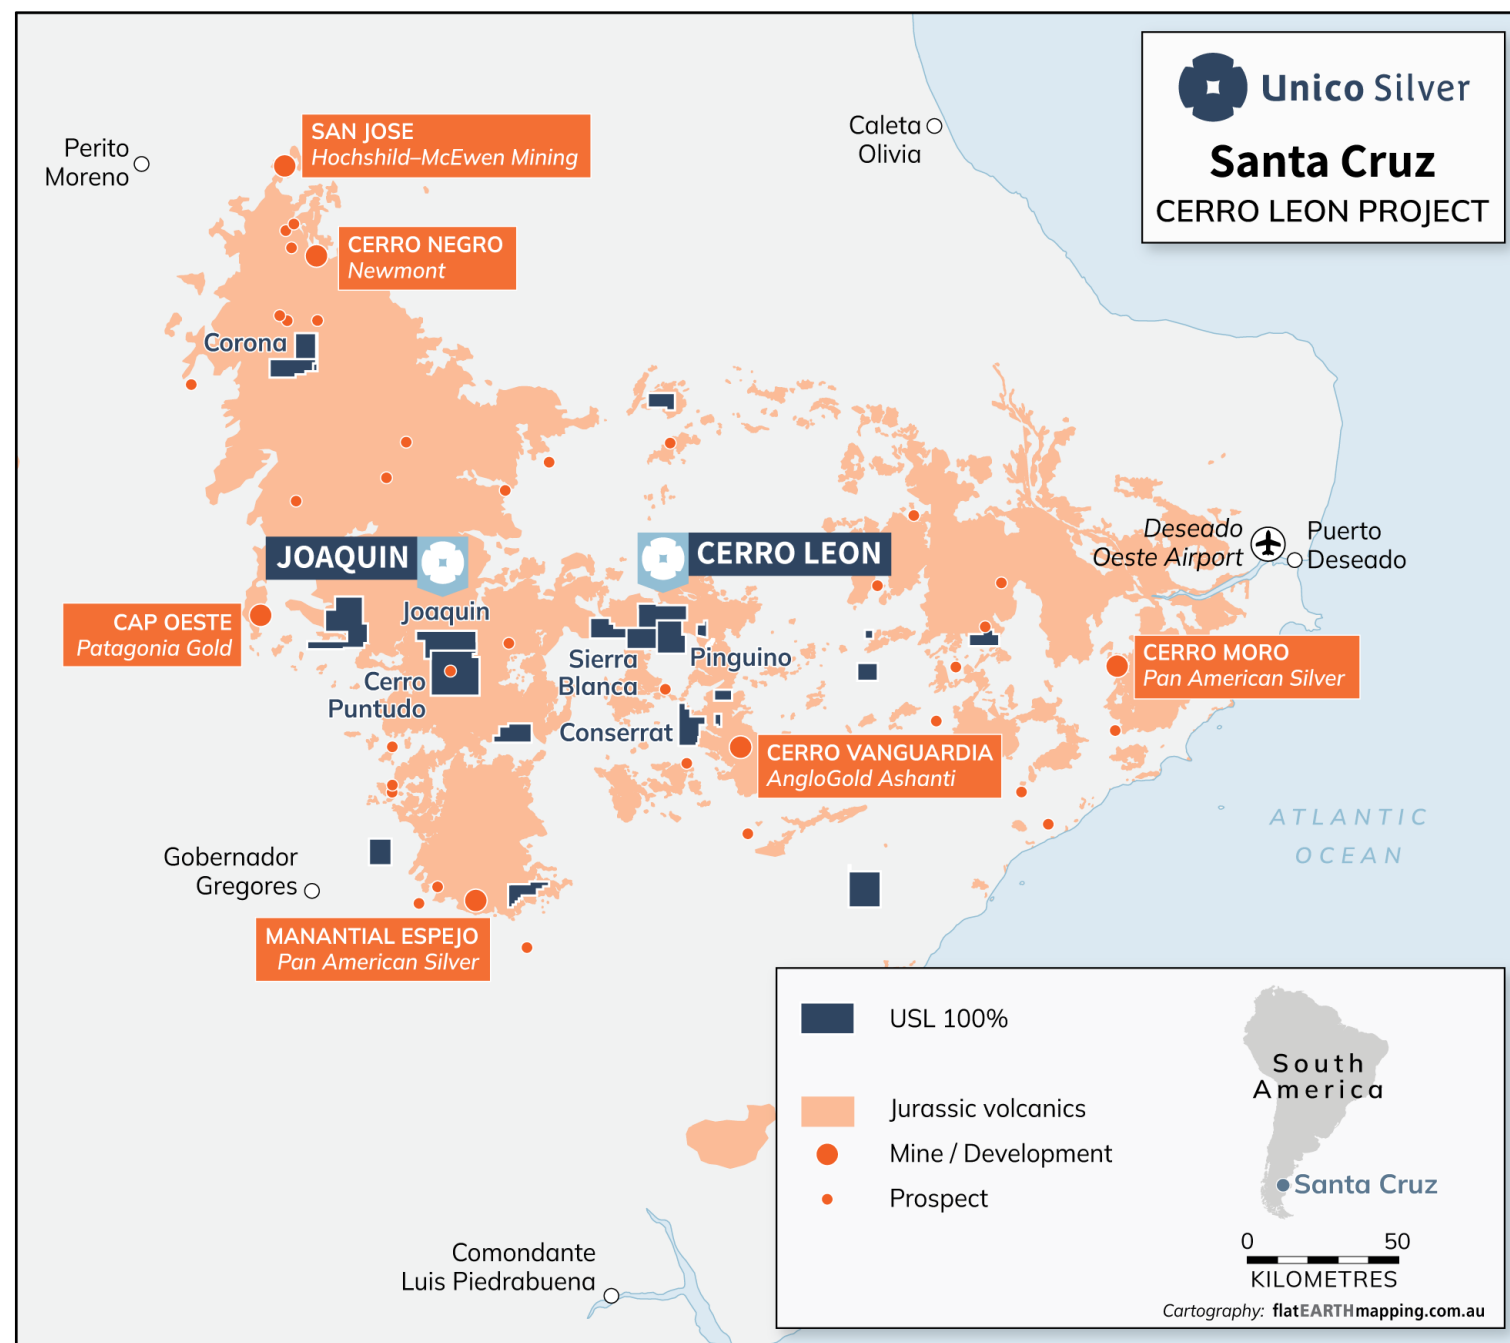 Unico Silver
Santa Cruz
CERRO LEON PROJECT
Caleta
Olivia
Perito
Moreno
SAN JOSE
Hochshild–McEwen Mining
CERRO NEGRO
Newmont
Corona
JOAQUIN
CERRO LEON
Deseado
Oeste Airport
Puerto
Deseado
CAP OESTE
Patagonia Gold
Joaquin
Cerro
Puntudo
Sierra
Blanca
Pinguino
Conserrat
CERRO MORO
Pan American Silver
CERRO VANGUARDIA
AngloGold Ashanti
ATLANTIC
OCEAN
Gobernador
Gregores
MANANTIAL ESPEJO
Pan American Silver
Comondante
Luis Piedrabuena
USL 100%
Jurassic volcanics
Mine / Development
Prospect
South
America
Santa Cruz
0 50
KILOMETRES
Cartography: flatEARTHmapping.com.au